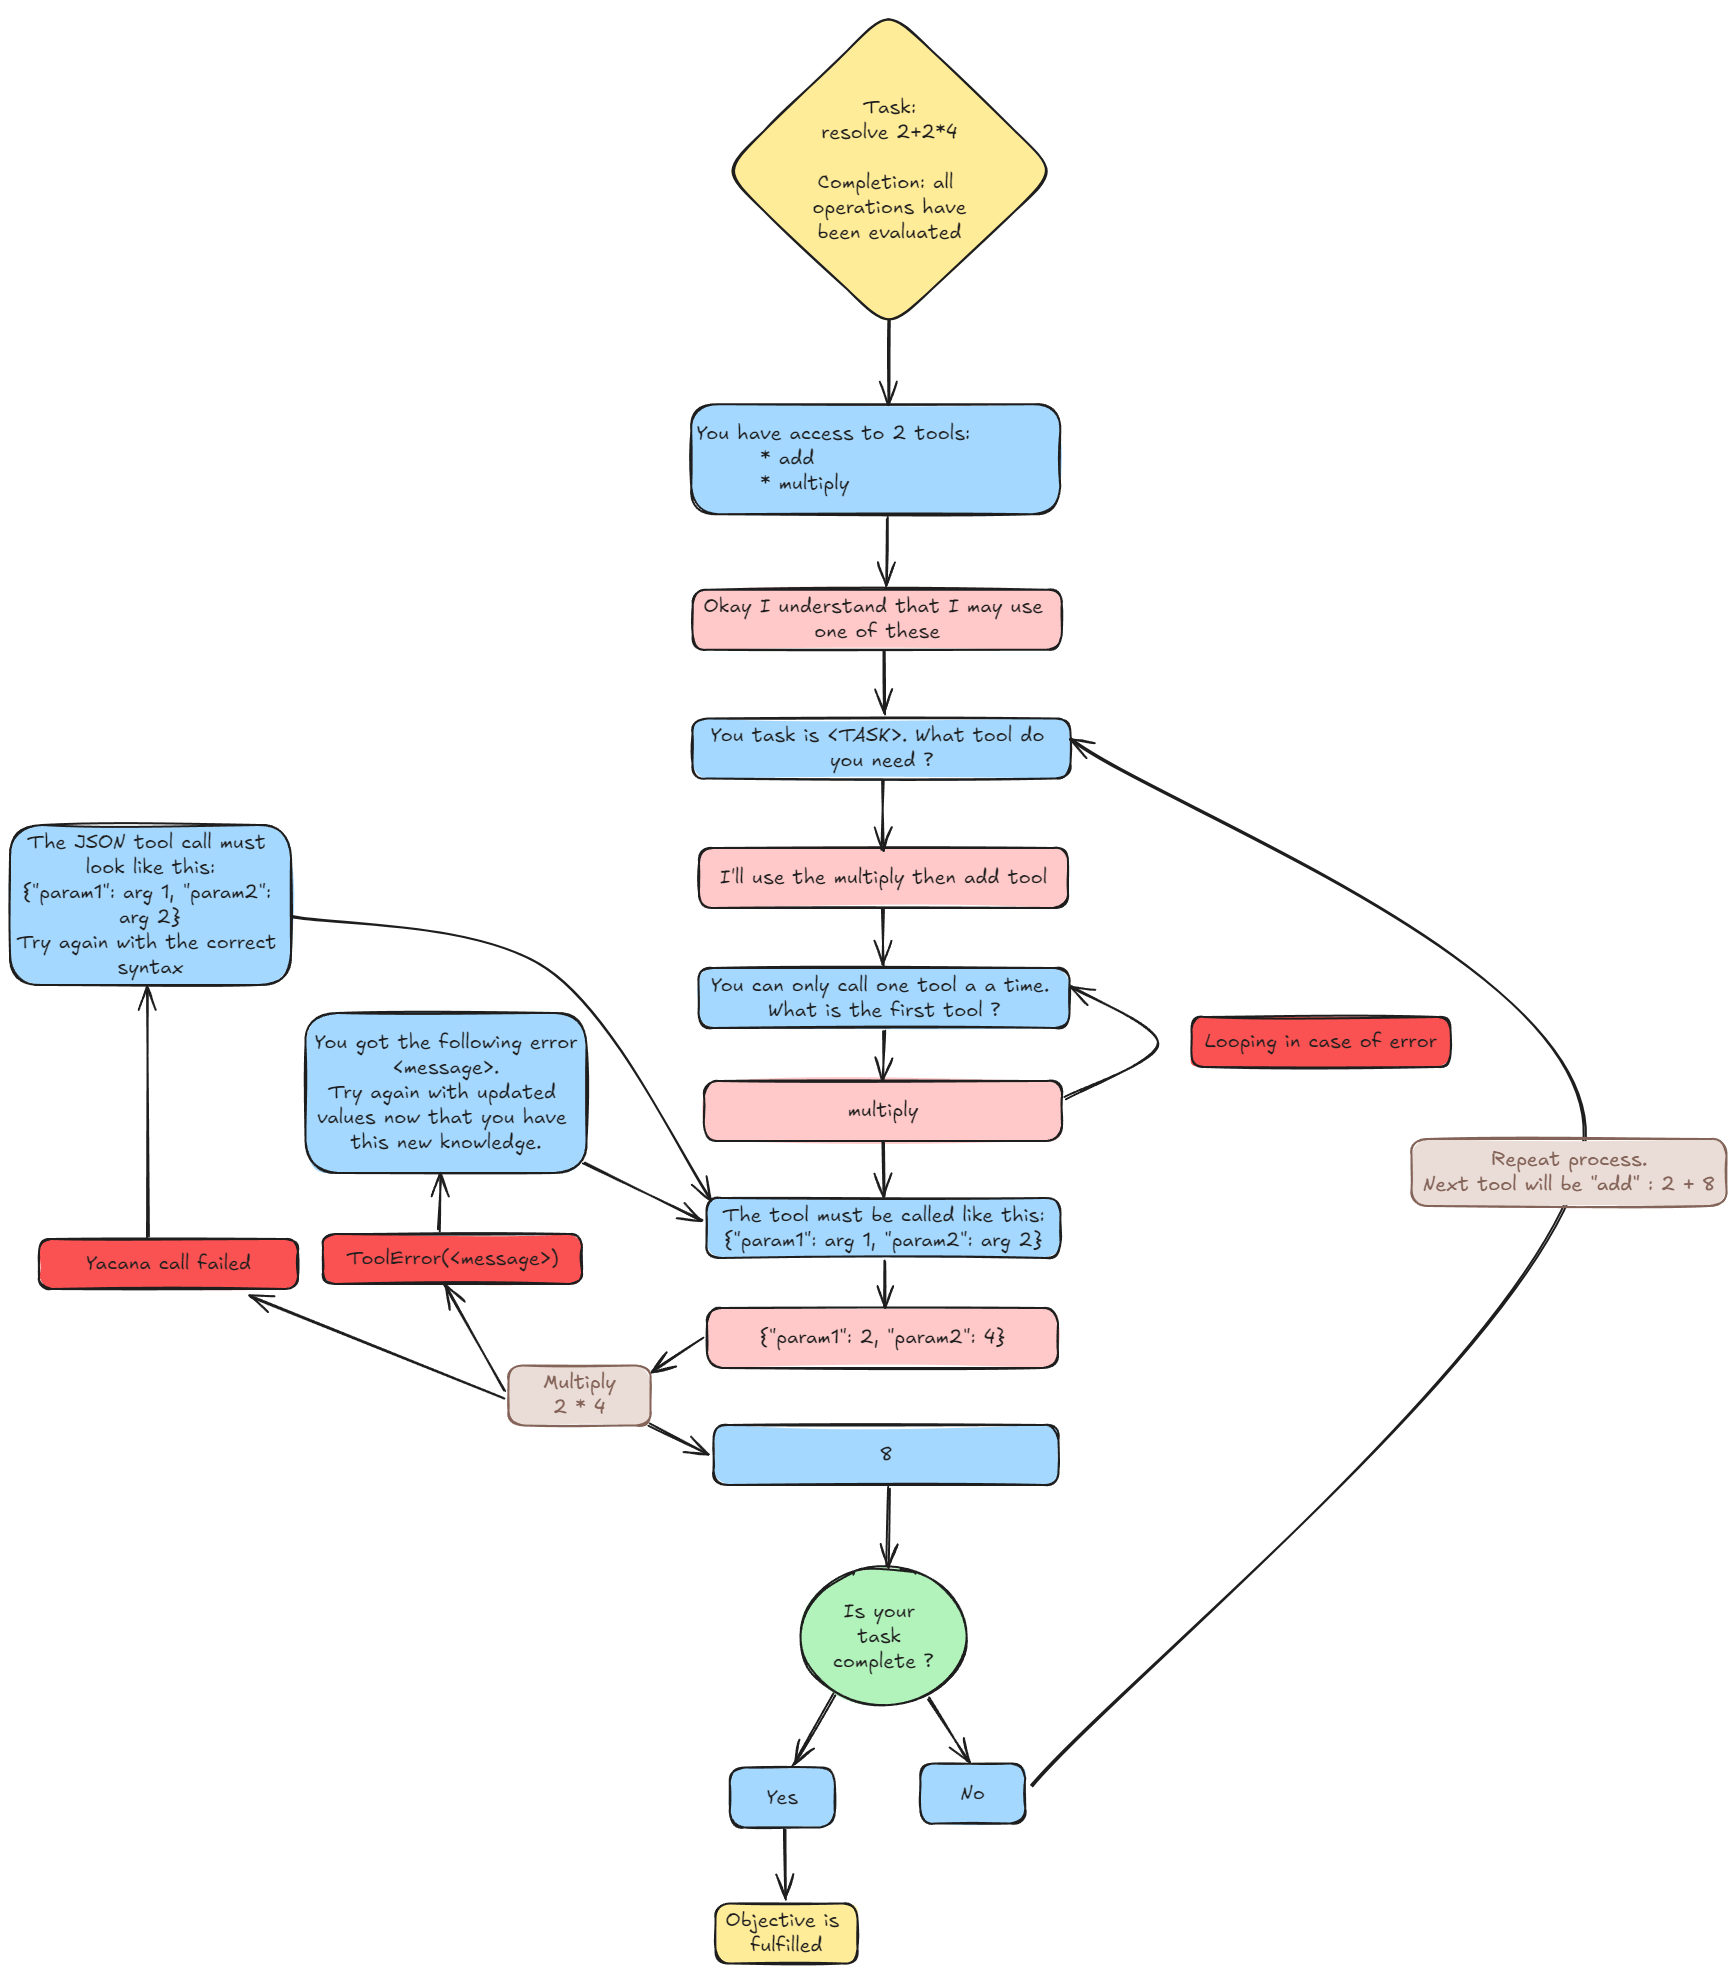 Task:
resolve 2+2*4
Completion: all
operations have
been evaluated
You have access to 2 tools:
* add
* multiply
Okay I understand that I may use
one of these
You task is <TASK>. What tool do
you need ?
I'll use the multiply then add tool
You can only call one tool a a time.
What is the first tool ?
Looping in case of error
multiply
The JSON tool call must
look like this:
{"param1": arg 1, "param2":
arg 2}
Try again with the correct
syntax
You got the following error
<message>.
Try again with updated
values now that you have
this new knowledge.
Repeat process.
Next tool will be "add" : 2 + 8
The tool must be called like this:
{"param1": arg 1, "param2": arg 2}
Yacana call failed
ToolError(<message>)
{"param1": 2, "param2": 4}
Multiply
2 * 4
8
Is your
task
complete ?
Yes
No
Objective is
fulfilled